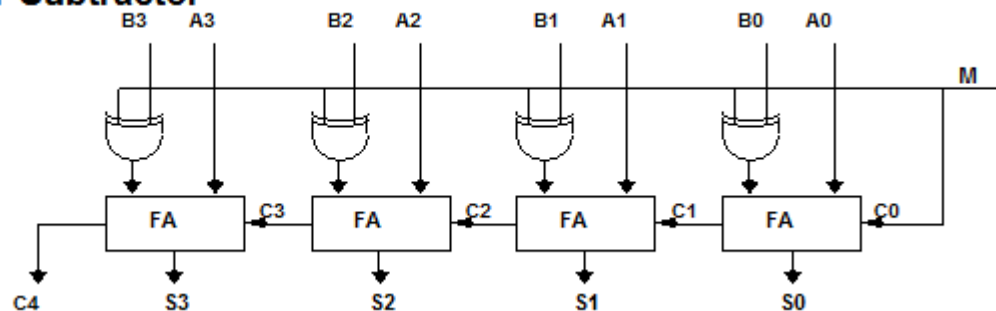 Subtractor
B3 A3 B2 A2 B1 A1 B0 A0
M
FA C3 FA C2 FA C1 FA C0
C4 S3 S2 S1 S0